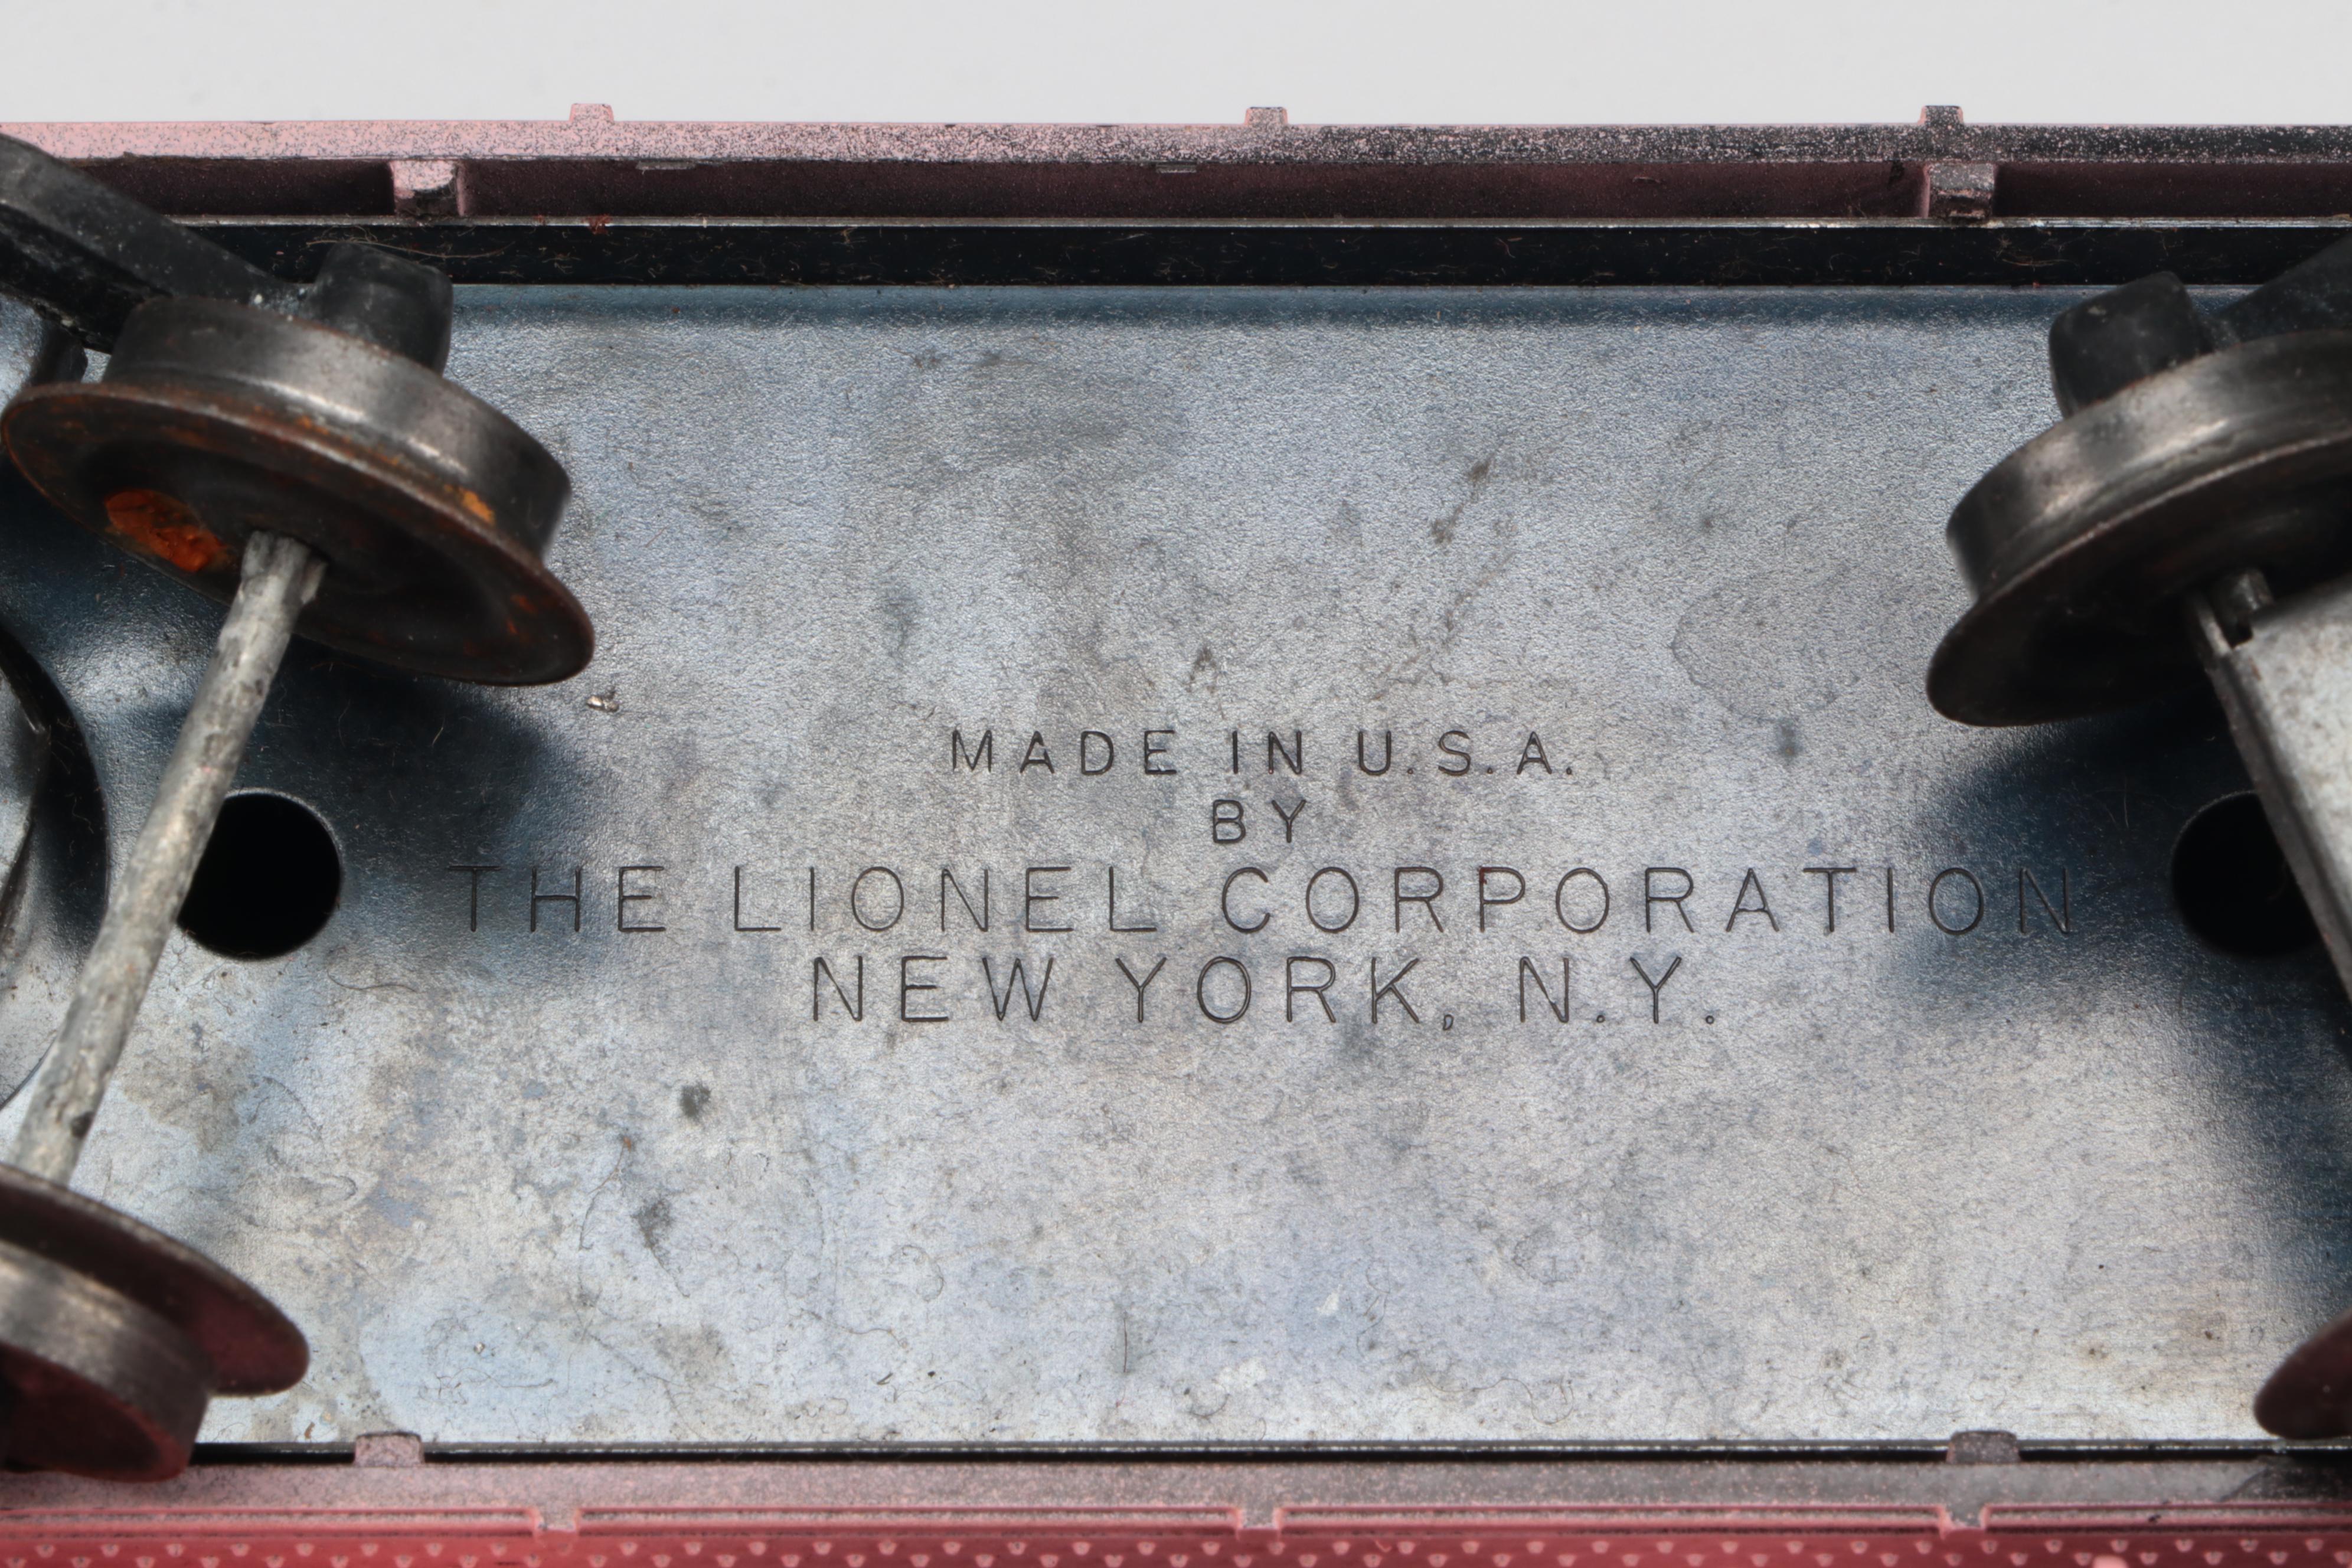 MADE IN U.S.A.
BY
THE LIONEL CORPORATION
NEW YORK, N.Y.